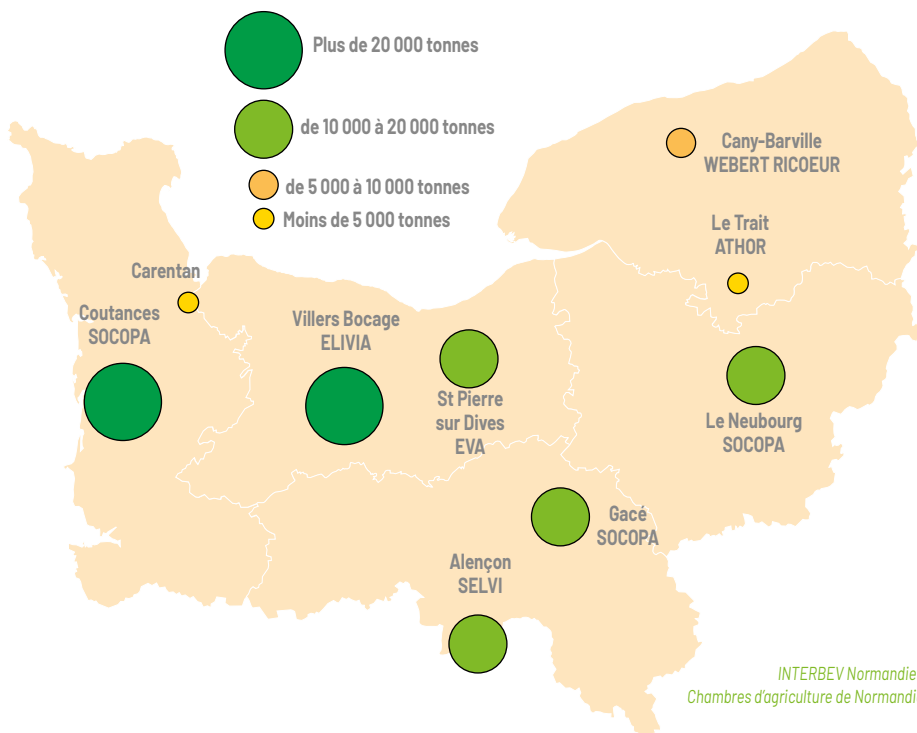 Plus de 20 000 tonnes
de 10 000 à 20 000 tonnes
de 5 000 à 10 000 tonnes
Moins de 5 000 tonnes
Cany-Barville
WEBERT RICOEUR
Le Trait
ATHOR
Carentan
Coutances
SOCOPA
Villers Bocage
ELIVIA
St Pierre
sur Dives
EVA
Le Neubourg
SOCOPA
Gacé
SOCOPA
Alençon
SELVI
INTERBEV Normandie
Chambres d'agriculture de Normandi